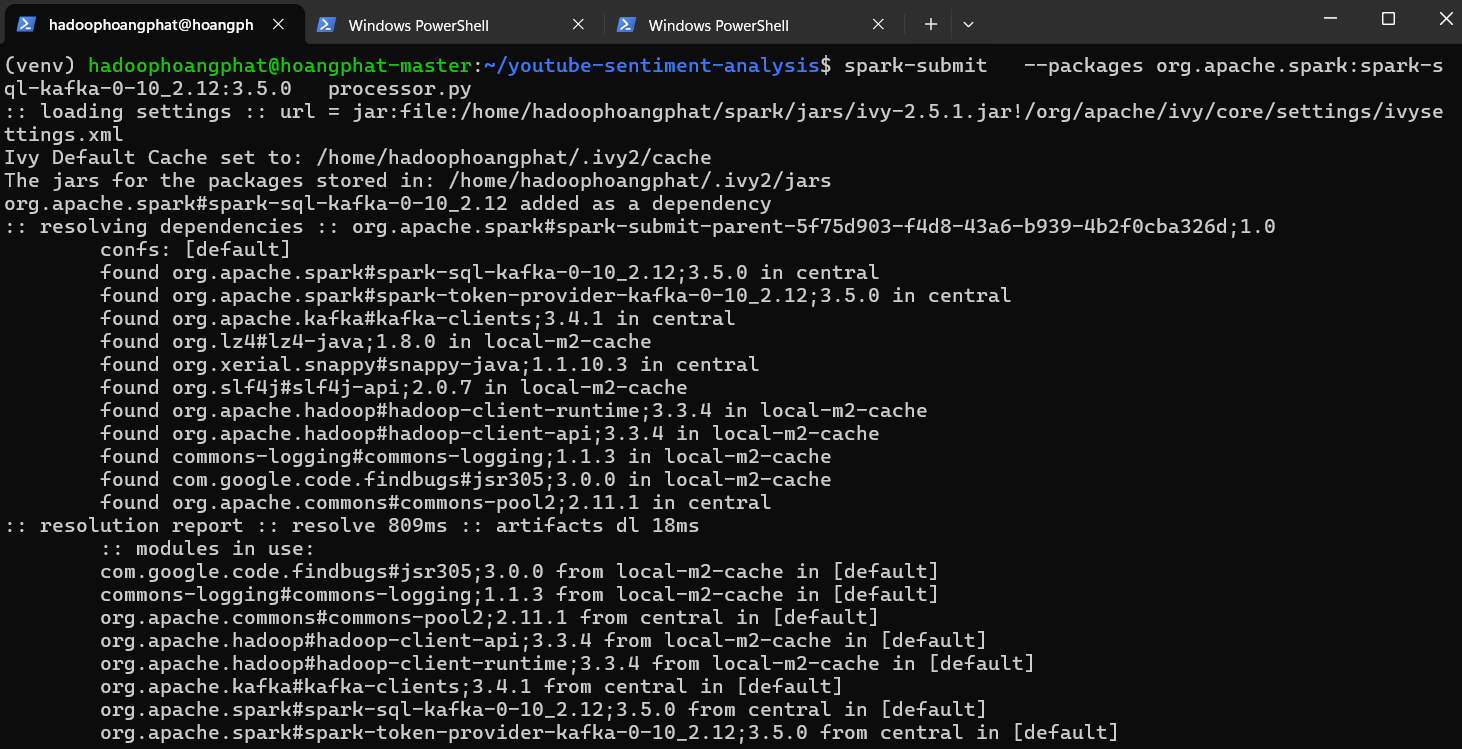 hadoophoangphat@hoangph
Windows PowerShell
Windows PowerShell
(venv) hadoophoangphat@hoangphat-master:~/youtube-sentiment-analysis$ spark-submit   --packages org.apache.spark:spark-s
ql-kafka-0-10_2.12:3.5.0   processor.py
:: loading settings :: url = jar:file:/home/hadoophoangphat/spark/jars/ivy-2.5.1.jar!/org/apache/ivy/core/settings/ivyse
ttings.xml
Ivy Default Cache set to: /home/hadoophoangphat/.ivy2/cache
The jars for the packages stored in: /home/hadoophoangphat/.ivy2/jars
org.apache.spark#spark-sql-kafka-0-10_2.12 added as a dependency
:: resolving dependencies :: org.apache.spark#spark-submit-parent-5f75d903-f4d8-43a6-b939-4b2f0cba326d;1.0
        confs: [default]
        found org.apache.spark#spark-sql-kafka-0-10_2.12;3.5.0 in central
        found org.apache.spark#spark-token-provider-kafka-0-10_2.12;3.5.0 in central
        found org.apache.kafka#kafka-clients;3.4.1 in central
        found org.lz4#lz4-java;1.8.0 in local-m2-cache
        found org.xerial.snappy#snappy-java;1.1.10.3 in central
        found org.slf4j#slf4j-api;2.0.7 in local-m2-cache
        found org.apache.hadoop#hadoop-client-runtime;3.3.4 in local-m2-cache
        found org.apache.hadoop#hadoop-client-api;3.3.4 in local-m2-cache
        found commons-logging#commons-logging;1.1.3 in local-m2-cache
        found com.google.code.findbugs#jsr305;3.0.0 in local-m2-cache
        found org.apache.commons#commons-pool2;2.11.1 in central
:: resolution report :: resolve 809ms :: artifacts dl 18ms
        :: modules in use:
        com.google.code.findbugs#jsr305;3.0.0 from local-m2-cache in [default]
        commons-logging#commons-logging;1.1.3 from local-m2-cache in [default]
        org.apache.commons#commons-pool2;2.11.1 from central in [default]
        org.apache.hadoop#hadoop-client-api;3.3.4 from local-m2-cache in [default]
        org.apache.hadoop#hadoop-client-runtime;3.3.4 from local-m2-cache in [default]
        org.apache.kafka#kafka-clients;3.4.1 from central in [default]
        org.apache.spark#spark-sql-kafka-0-10_2.12;3.5.0 from central in [default]
        org.apache.spark#spark-token-provider-kafka-0-10_2.12;3.5.0 from central in [default]